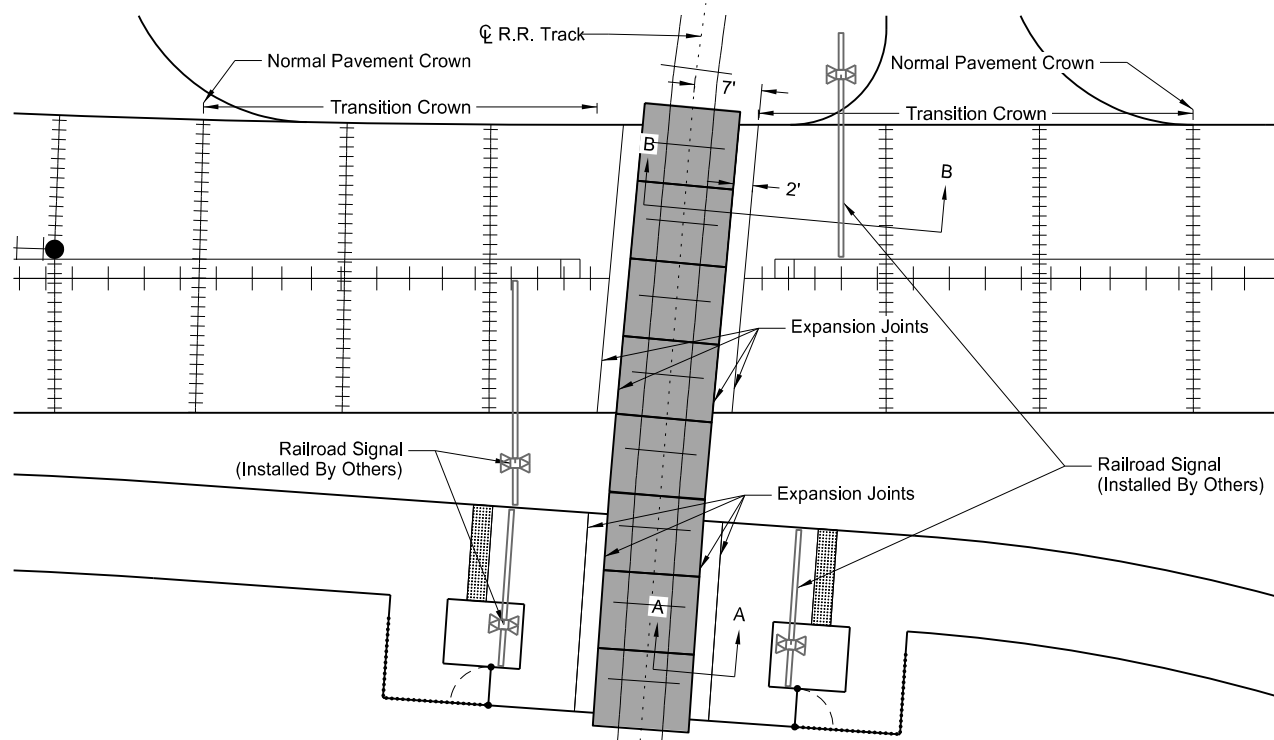 ℄ R.R. Track
Normal Pavement Crown
Normal Pavement Crown
7'
Transition Crown
Transition Crown
B
B
2'
Expansion Joints
Railroad Signal
(Installed By Others)
Railroad Signal
(Installed By Others)
Expansion Joints
A
A